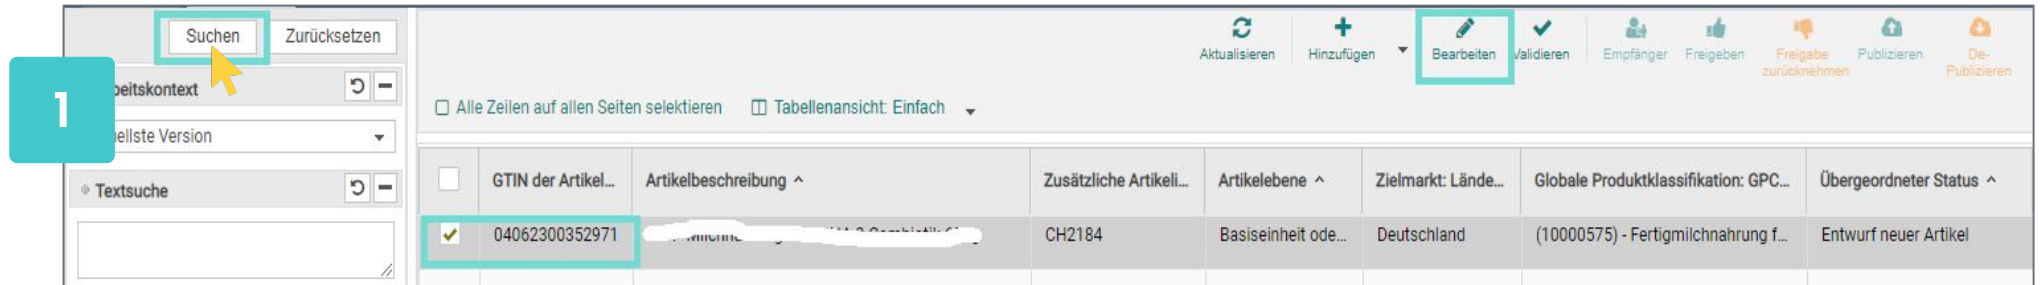 Suchen Zurücksetzen
1
beitskontext
ellste Version
Textsuche
Aktualisieren Hinzufügen Bearbeiten Validieren Empfänger Freigeben Freigabe zurücknehmen Publizieren De-Publizieren
Alle Zeilen auf allen Seiten selektieren Tabellenansicht: Einfach
GTIN der Artikel... Artikelbeschreibung Zusätzliche Artikeli... Artikelebene Zielmarkt: Lände... Globale Produktklassifikation: GPC... Übergeordneter Status
04062300352971 CH2184 Basiseinheit ode... Deutschland (10000575) - Fertigmilchnahrung f... Entwurf neuer Artikel